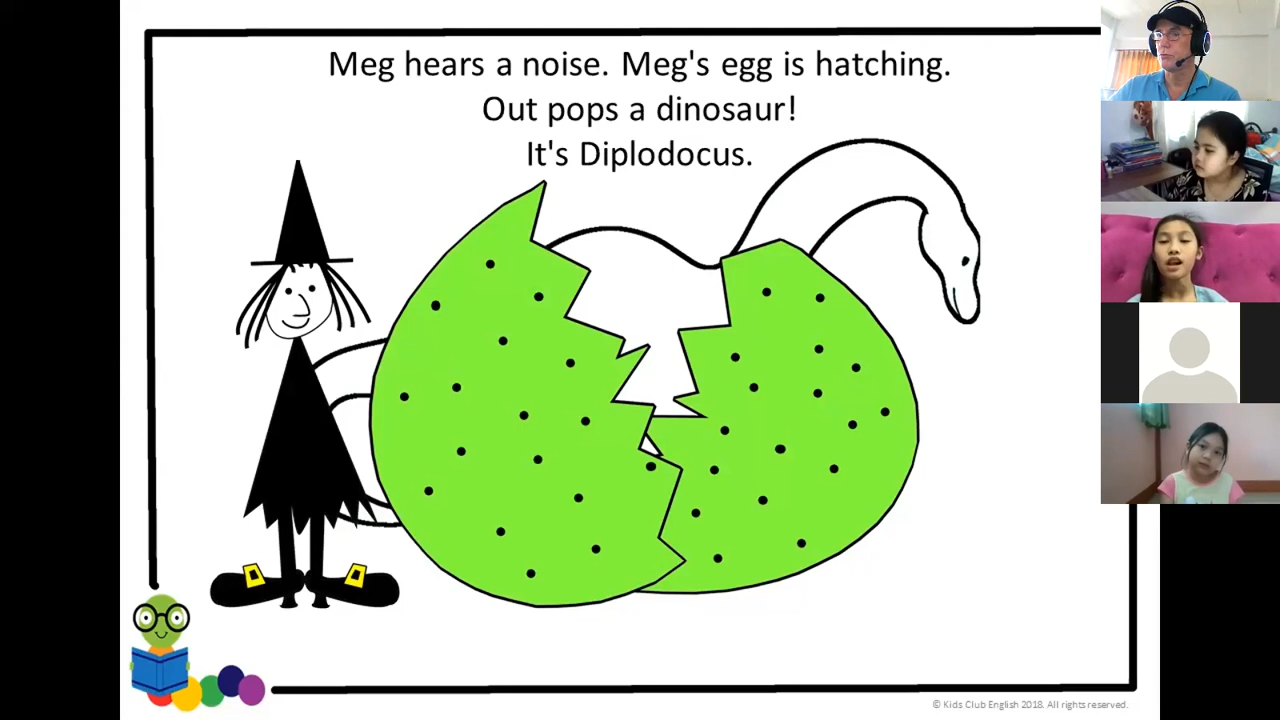 Meg hears a noise. Meg's egg is hatching.
Out pops a dinosaur!
It's Diplodocus.
© Kids Club English 2018. All rights reserved.